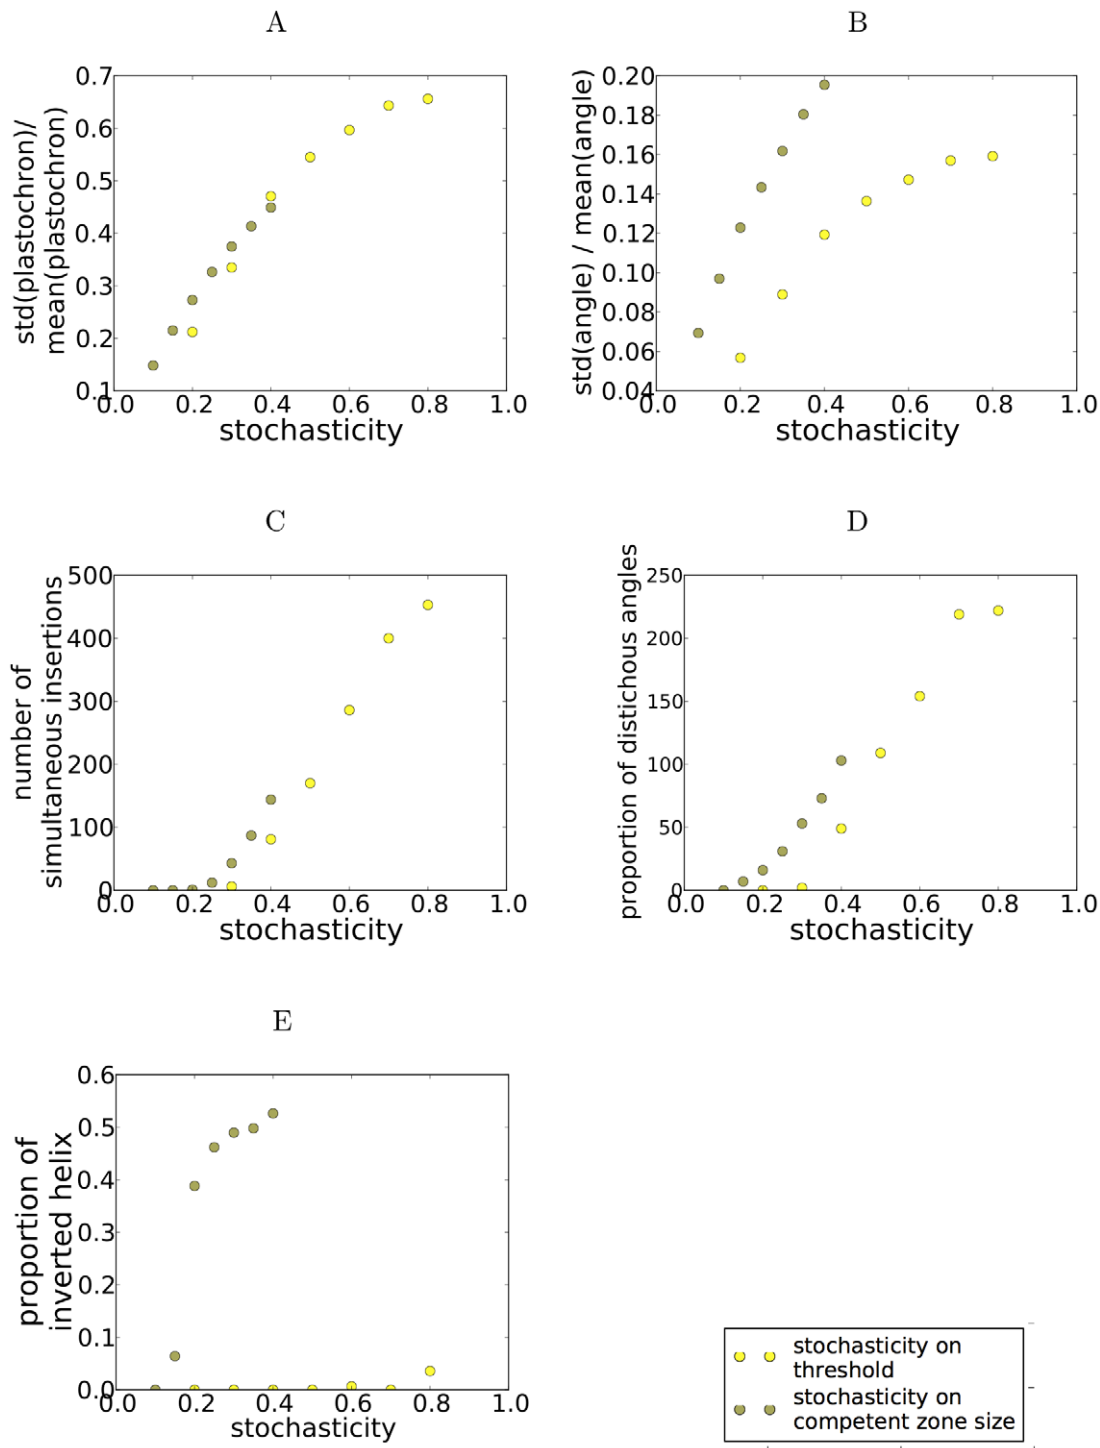 A
std(plastochron)/
mean(plastochron)
0.7
0.6
0.5
0.4
0.3
0.2
0.1
0.0 0.2 0.4 0.6 0.8 1.0
stochasticity
B
std(angle) / mean(angle)
0.20
0.18
0.16
0.14
0.12
0.10
0.08
0.06
0.04
0.0 0.2 0.4 0.6 0.8 1.0
stochasticity
C
number of
simultaneous insertions
500
400
300
200
100
0
0.0 0.2 0.4 0.6 0.8 1.0
stochasticity
D
proportion of distichous angles
250
200
150
100
50
0
0.0 0.2 0.4 0.6 0.8 1.0
stochasticity
E
proportion of
inverted helix
0.6
0.5
0.4
0.3
0.2
0.1
0.0
0.0 0.2 0.4 0.6 0.8 1.0
stochasticity
stochasticity on
threshold
stochasticity on
competent zone size